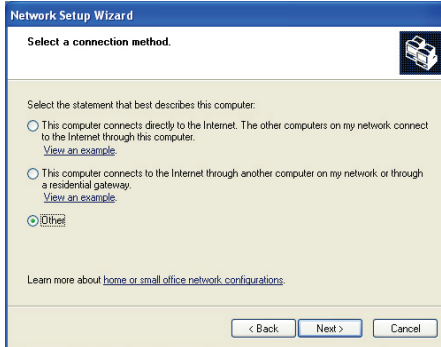 Network Setup Wizard
Select a connection method.
Select the statement that best describes this computer:
This computer connects directly to the Internet. The other computers on my network connect
to the Internet through this computer.
View an example.
This computer connects to the Internet through another computer on my network or through
a residential gateway.
View an example.
Other
Learn more about home or small office network configurations.
< Back Next > Cancel